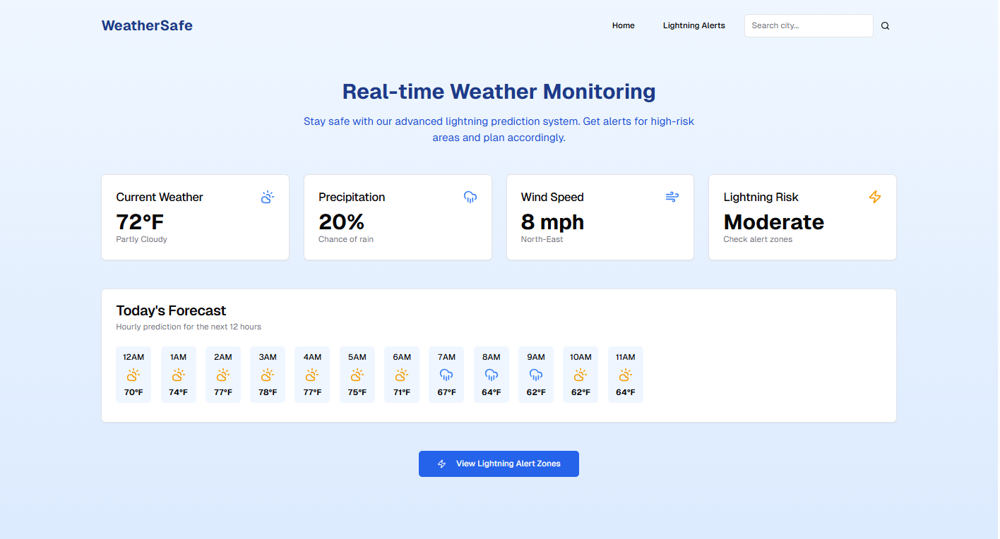 WeatherSafe
Home
Lightning Alerts
Search city...
Real-time Weather Monitoring
Stay safe with our advanced lightning prediction system. Get alerts for high-risk
areas and plan accordingly.
Current Weather
72°F
Partly Cloudy
Precipitation
20%
Chance of rain
Wind Speed
8 mph
North-East
Lightning Risk
Moderate
Check alert zones
Today's Forecast
Hourly prediction for the next 12 hours
12AM 1AM 2AM 3AM 4AM 5AM 6AM 7AM 8AM 9AM 10AM 11AM
70°F 74°F 77°F 78°F 77°F 75°F 71°F 67°F 64°F 62°F 62°F 64°F
View Lightning Alert Zones